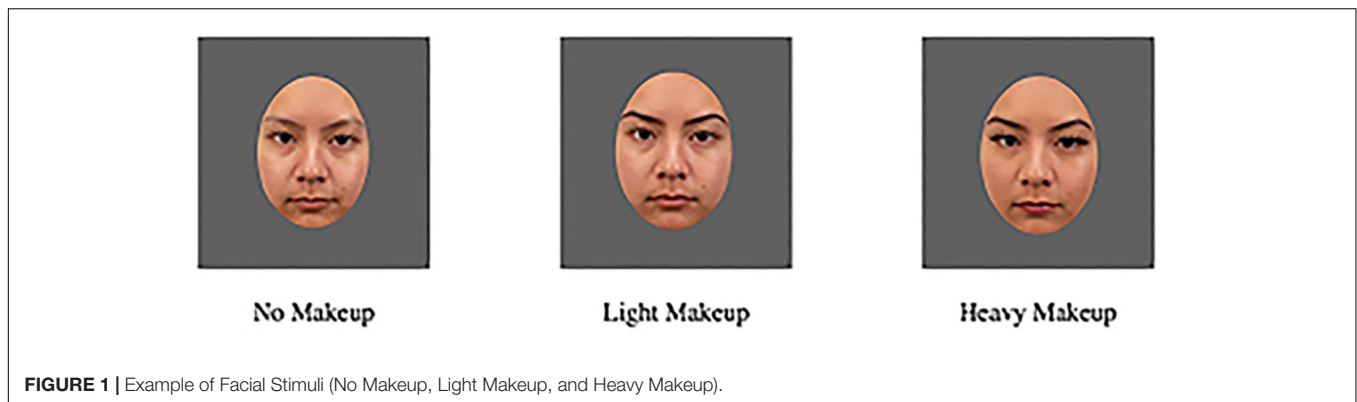 No Makeup
Light Makeup
Heavy Makeup
FIGURE 1 | Example of Facial Stimuli (No Makeup, Light Makeup, and Heavy Makeup).